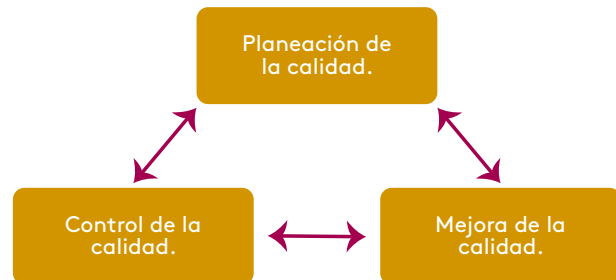 Planeación de
la calidad.
Control de la
calidad.
Mejora de la
calidad.